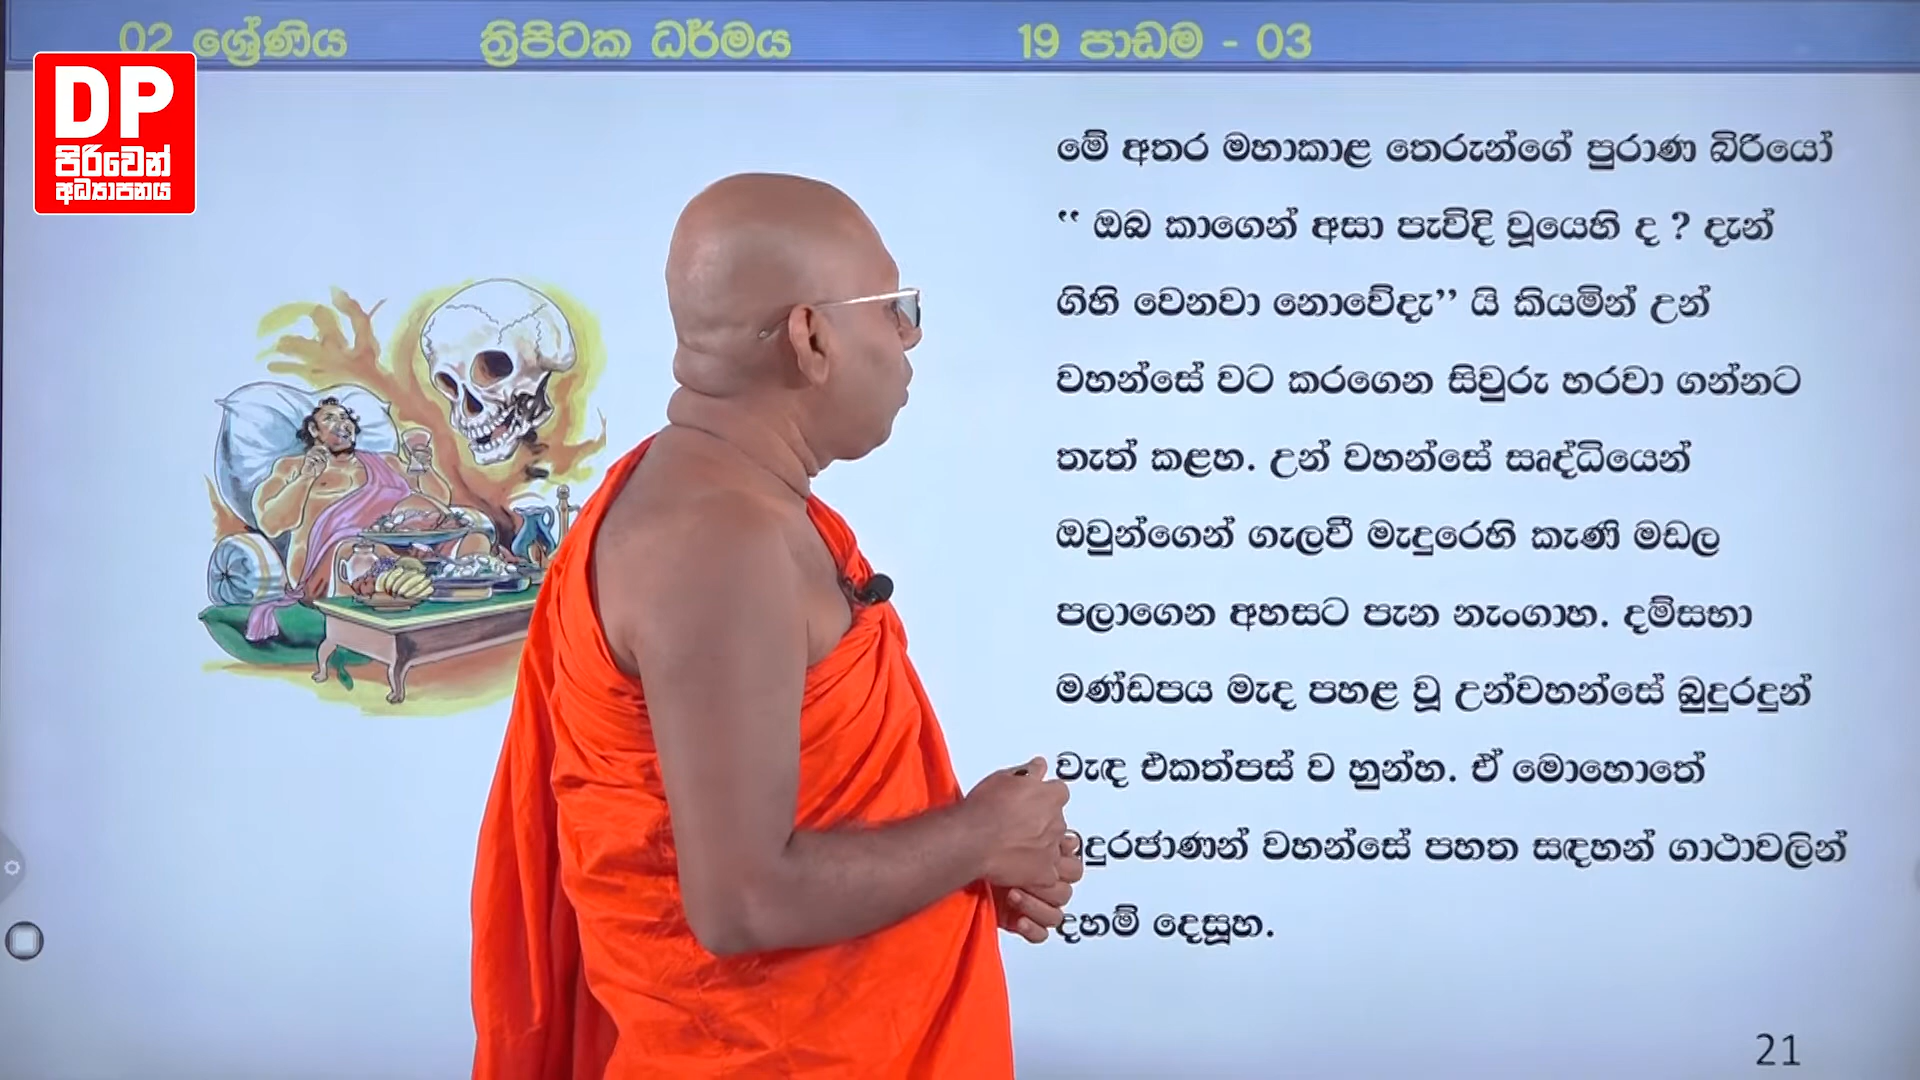 02 ශ්‍රේණිය ත්‍රිපිටක ධර්මය 19 පාඩම - 03
DP
පිරිවෙන්
අධ්‍යාපනය
මේ අතර මහාකාළ තෙරුන්ගේ පුරාණ බිරියෝ
‘‘ ඔබ කාගෙන් අසා පැවිදි වූයෙහි ද ? දැන්
ගිහි වෙනවා නොවේදැ’’ යි කියමින් උන්
වහන්සේ වට කරගෙන සිවුරු හරවා ගන්නට
තැත් කළහ. උන් වහන්සේ සෘද්ධියෙන්
ඔවුන්ගෙන් ගැලවී මැදුරෙහි කැණි මඩල
පලාගෙන අහසට පැන නැංගාහ. දම්සභා
මණ්ඩපය මැද පහළ වූ උන්වහන්සේ බුදුරදුන්
වැඳ එකත්පස් ව හුන්හ. ඒ මොහොතේ
බුදුරජාණන් වහන්සේ පහත සඳහන් ගාථාවලින්
දහම් දෙසූහ.
21